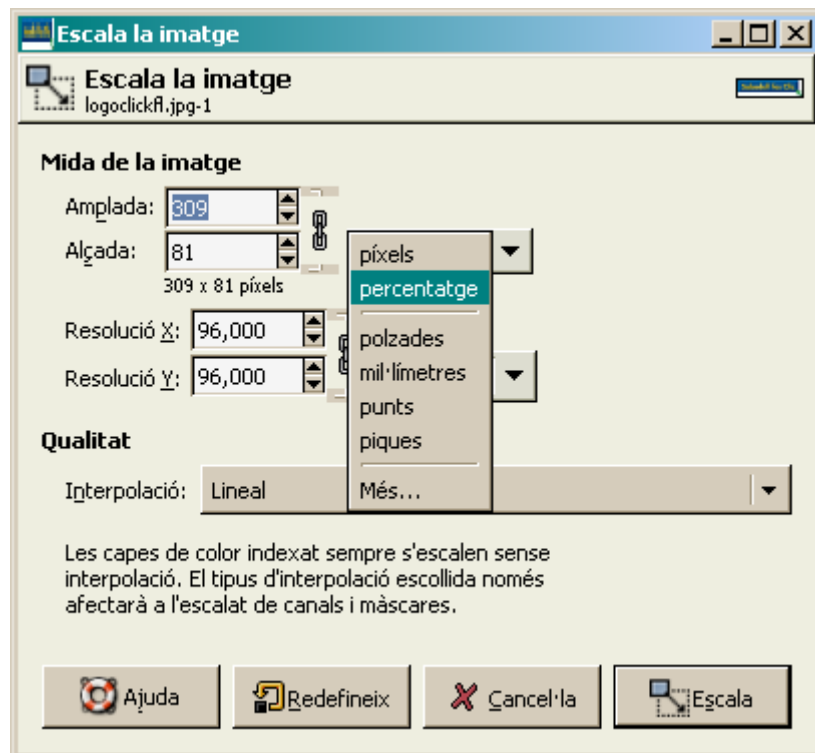 Escala la imatge
Escala la imatge
logoclickfl.jpg-1
Mida de la imatge
Amplada: 309
Alçada: 81
309 x 81 píxels
píxels
percentatge
polzades
mil·límetres
punts
piques
Més...
Resolució X: 96,000
Resolució Y: 96,000
Qualitat
Interpolació: Lineal
Les capes de color indexat sempre s'escalen sense
interpolació. El tipus d'interpolació escollida només
afectarà a l'escalat de canals i màscares.
Ajuda
Redefineix
Cancel·la
Escala